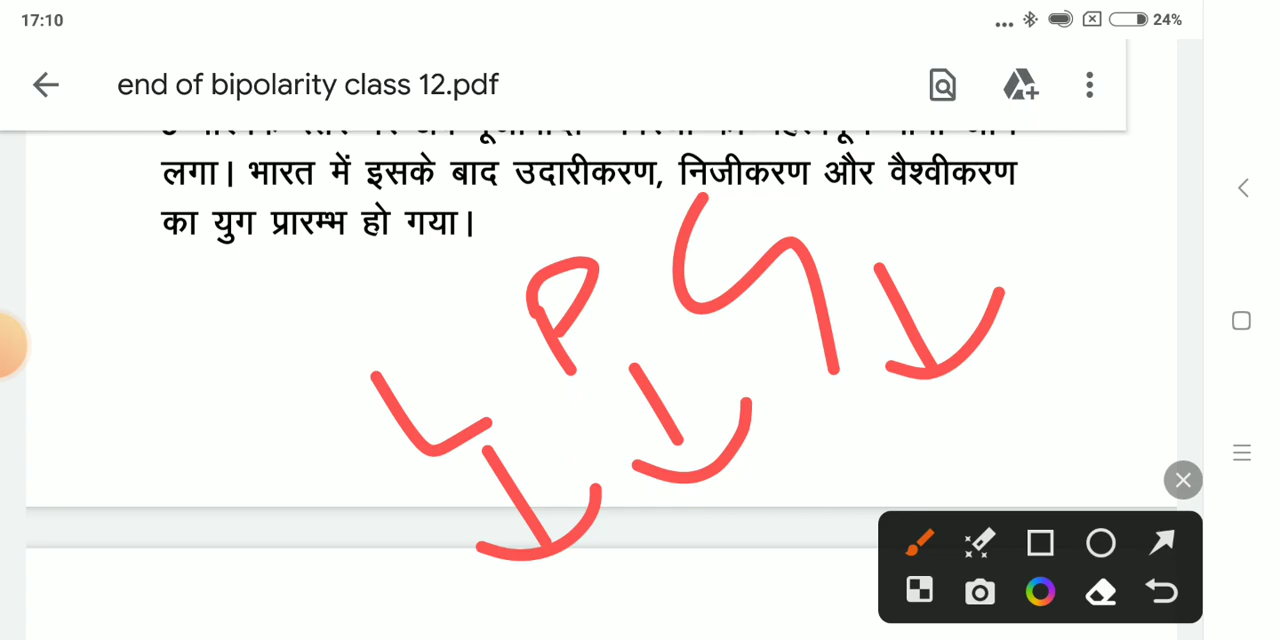 17:10
24%
end of bipolarity class 12.pdf
लगा। भारत में इसके बाद उदारीकरण, निजीकरण और वैश्वीकरण
का युग प्रारम्भ हो गया।
L P G